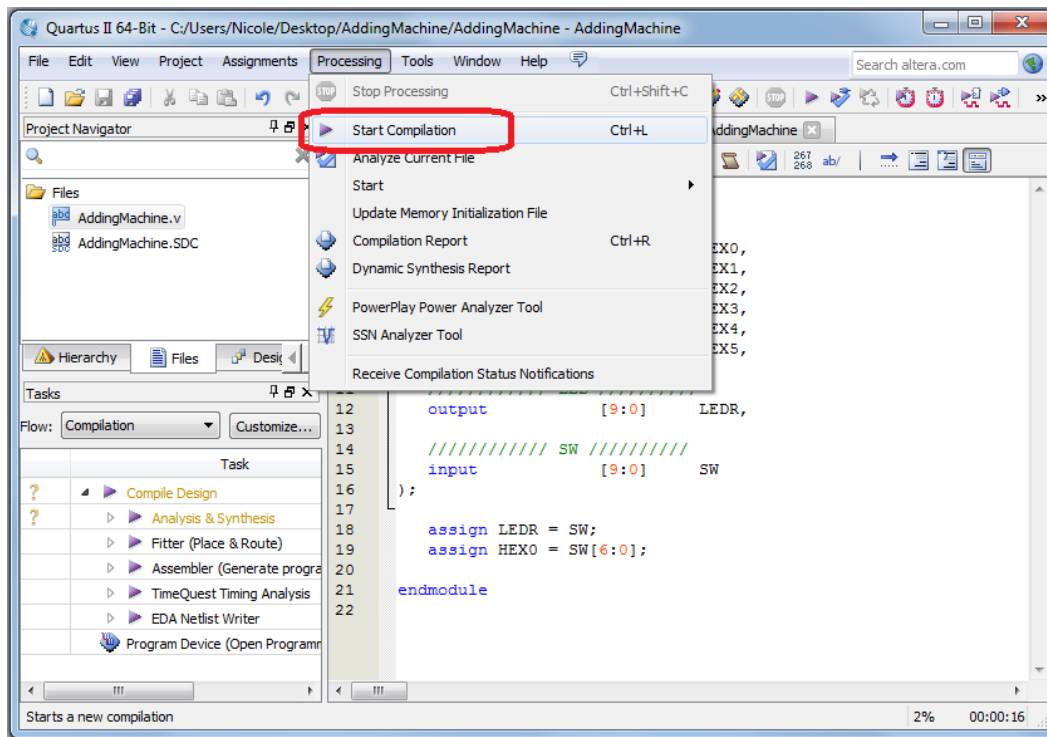 Quartus II 64-Bit - C:/Users/Nicole/Desktop/AddingMachine/AddingMachine - AddingMachine
File Edit View Project Assignments Processing Tools Window Help
Search altera.com
Project Navigator
Files
AddingMachine.v
AddingMachine.SDC
Hierarchy Files
Stop Processing Ctrl+Shift+C
Start Compilation Ctrl+L
Analyze Current File
Start
Update Memory Initialization File
Compilation Report Ctrl+R
Dynamic Synthesis Report
PowerPlay Power Analyzer Tool
SSN Analyzer Tool
Receive Compilation Status Notifications
ddingMachine
267
268 ab/
EX0,
EX1,
EX2,
EX3,
EX4,
EX5,
Tasks
Flow: Compilation Customize...
Task
Compile Design
Analysis & Synthesis
Fitter (Place & Route)
Assembler (Generate progra
TimeQuest Timing Analysis
EDA Netlist Writer
Program Device (Open Programm
12 output [9:0] LEDR,
13
14 //////////// SW //////////
15 input [9:0] SW
16 );
17
18 assign LEDR = SW;
19 assign HEX0 = SW[6:0];
20
21 endmodule
22
Starts a new compilation 2% 00:00:16